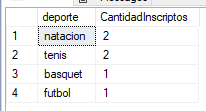 deporte CantidadInscriptos
1 natacion 2
2 tenis 2
3 basquet 1
4 futbol 1